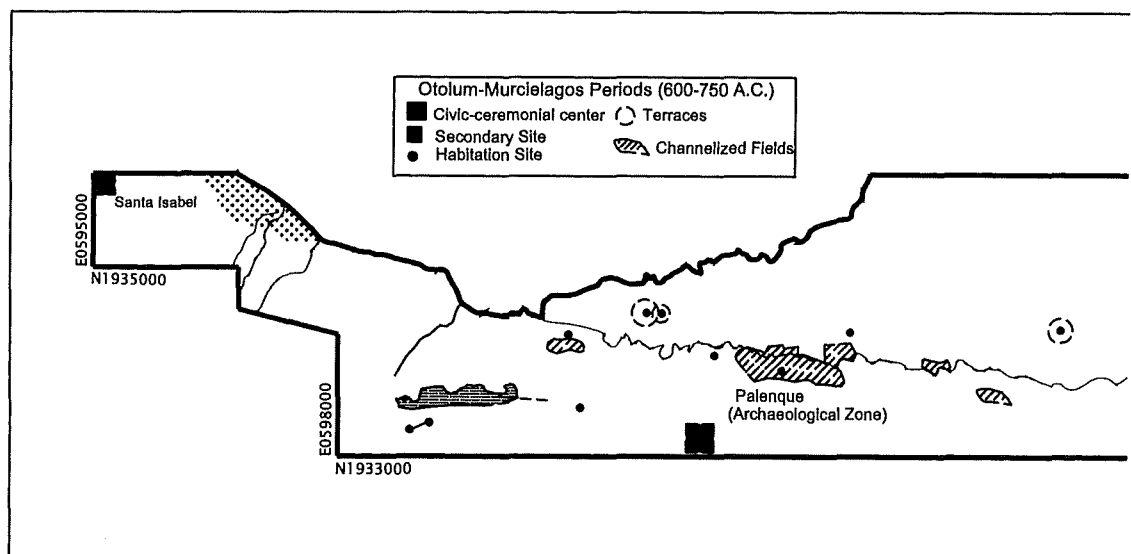 Otolum-Murcielagos Periods (600-750 A.C.)
Civic-ceremonial center
Terraces
Secondary Site
Habitation Site
Channelized Fields
Santa Isabel
E0595000
N1935000
Palenque
(Archaeological Zone)
E0598000
N1933000